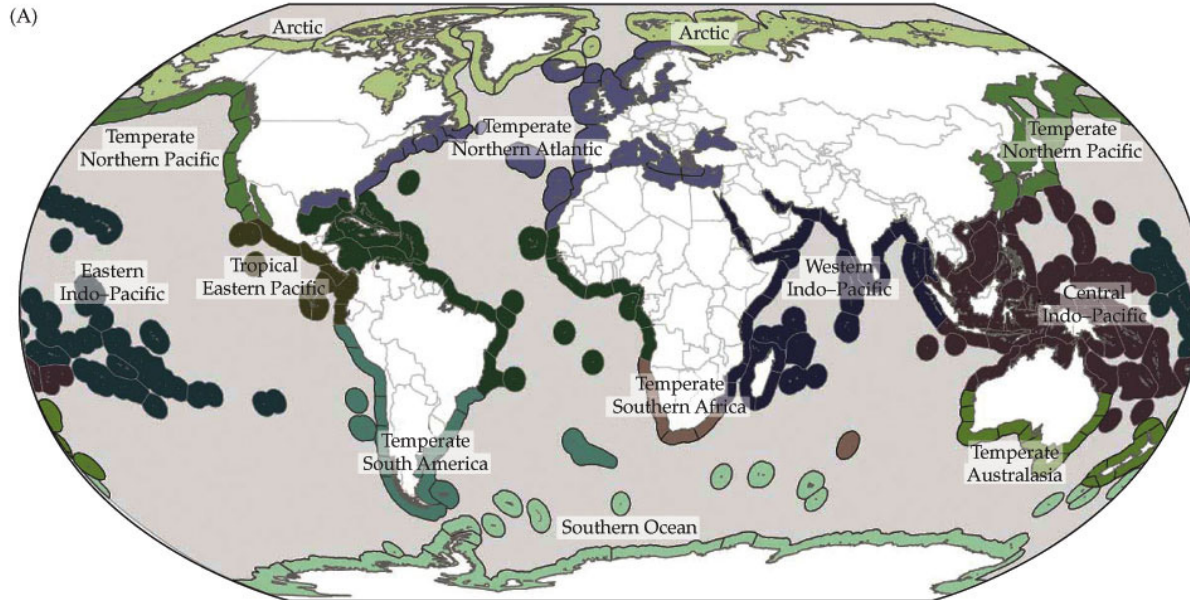 (A)
Arctic
Arctic
Temperate
Northern Pacific
Temperate
Northern Atlantic
Temperate
Northern Pacific
Eastern
Indo–Pacific
Tropical
Eastern Pacific
Western
Indo–Pacific
Central
Indo–Pacific
Temperate
Southern Africa
Temperate
South America
Temperate
Australasia
Southern Ocean